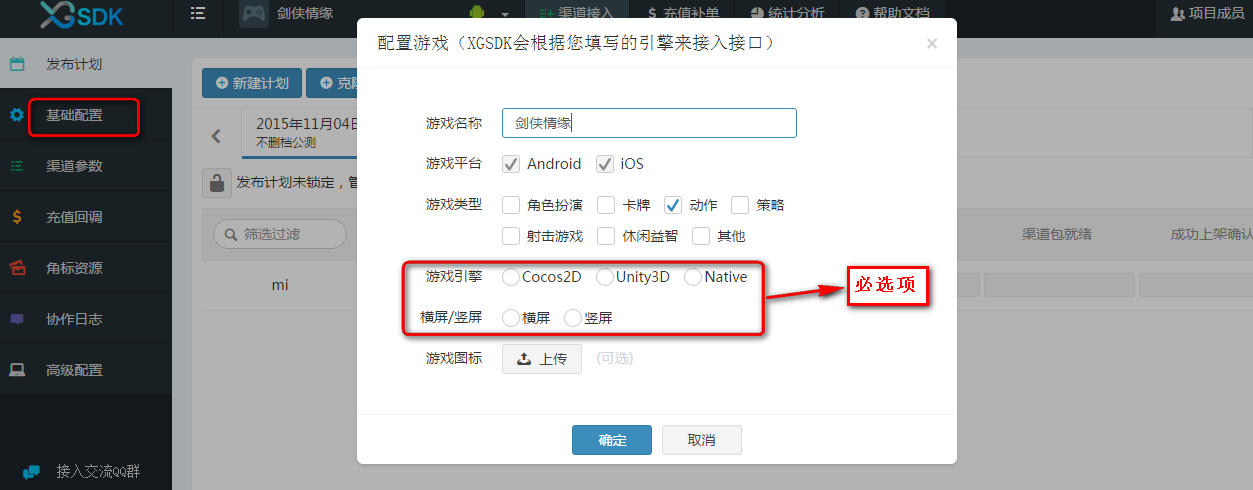 XGSDK
剑侠情缘
渠道接入
充值补单
统计分析
帮助文档
项目成员
发布计划
基础配置
渠道参数
充值回调
角标资源
协作日志
高级配置
接入交流QQ群
新建计划
2015年11月04日
不删档公测
发布计划未锁定，
筛选过滤
渠道包就绪
成功上架确认
mi
配置游戏（XGSDK会根据您填写的引擎来接入接口）
×
游戏名称 剑侠情缘
游戏平台 Android iOS
游戏类型 角色扮演 卡牌 动作 策略
射击游戏 休闲益智 其他
游戏引擎 Cocos2D Unity3D Native
横屏/竖屏 横屏 竖屏
必选项
游戏图标 上传 (可选)
确定 取消